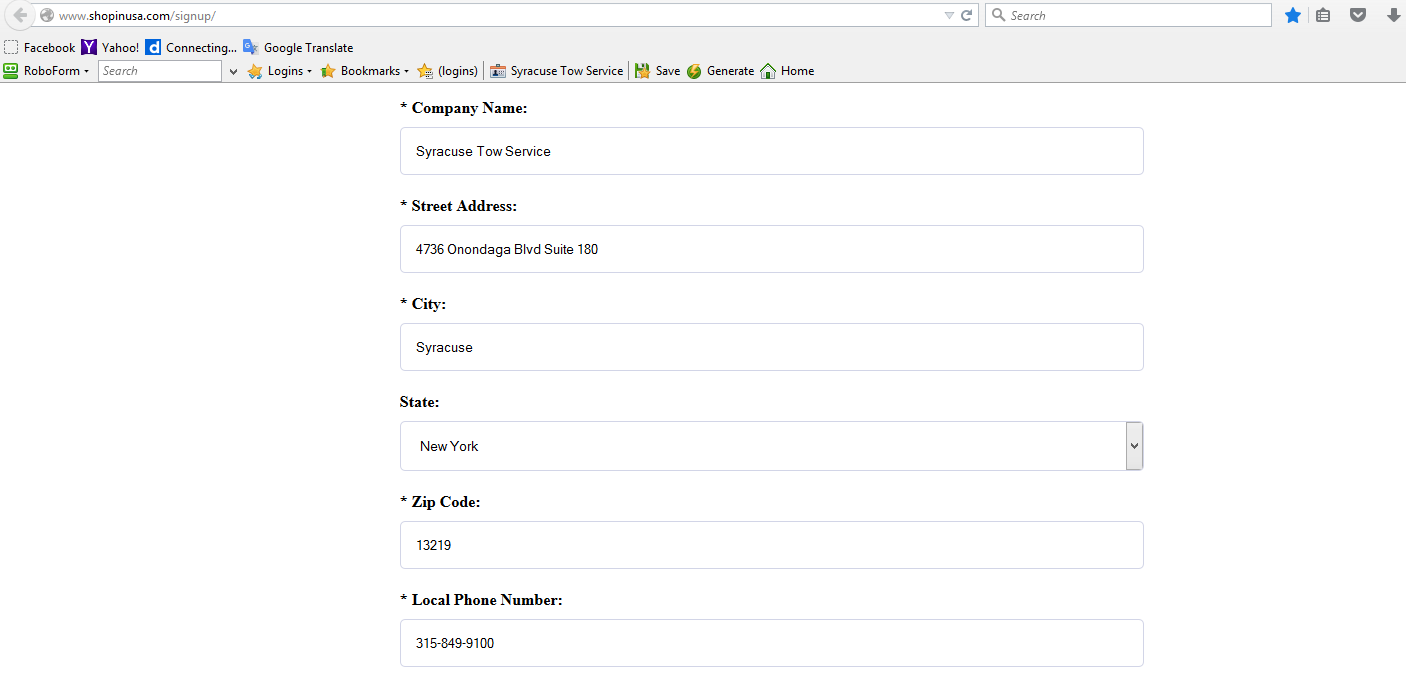 www.shopinusa.com/signup/ Search
Facebook Yahoo! Connecting... Google Translate
RoboForm Search Logins Bookmarks (logins) Syracuse Tow Service Save Generate Home
* Company Name:
Syracuse Tow Service
* Street Address:
4736 Onondaga Blvd Suite 180
* City:
Syracuse
State:
New York
* Zip Code:
13219
* Local Phone Number:
315-849-9100